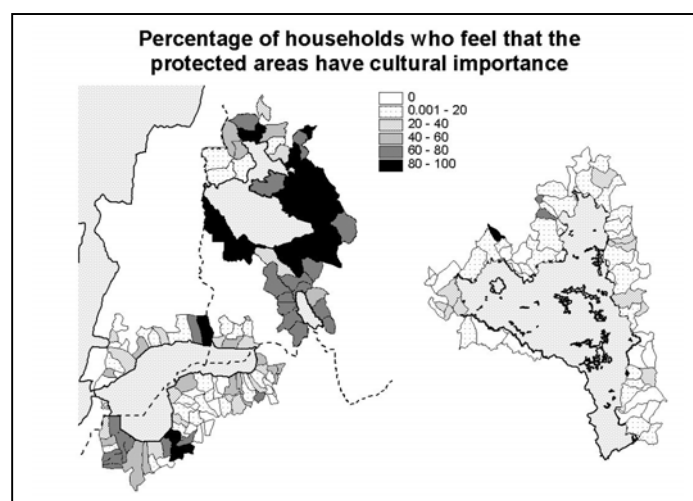 Percentage of households who feel that the
protected areas have cultural importance
0
0.001 - 20
20 - 40
40 - 60
60 - 80
80 - 100